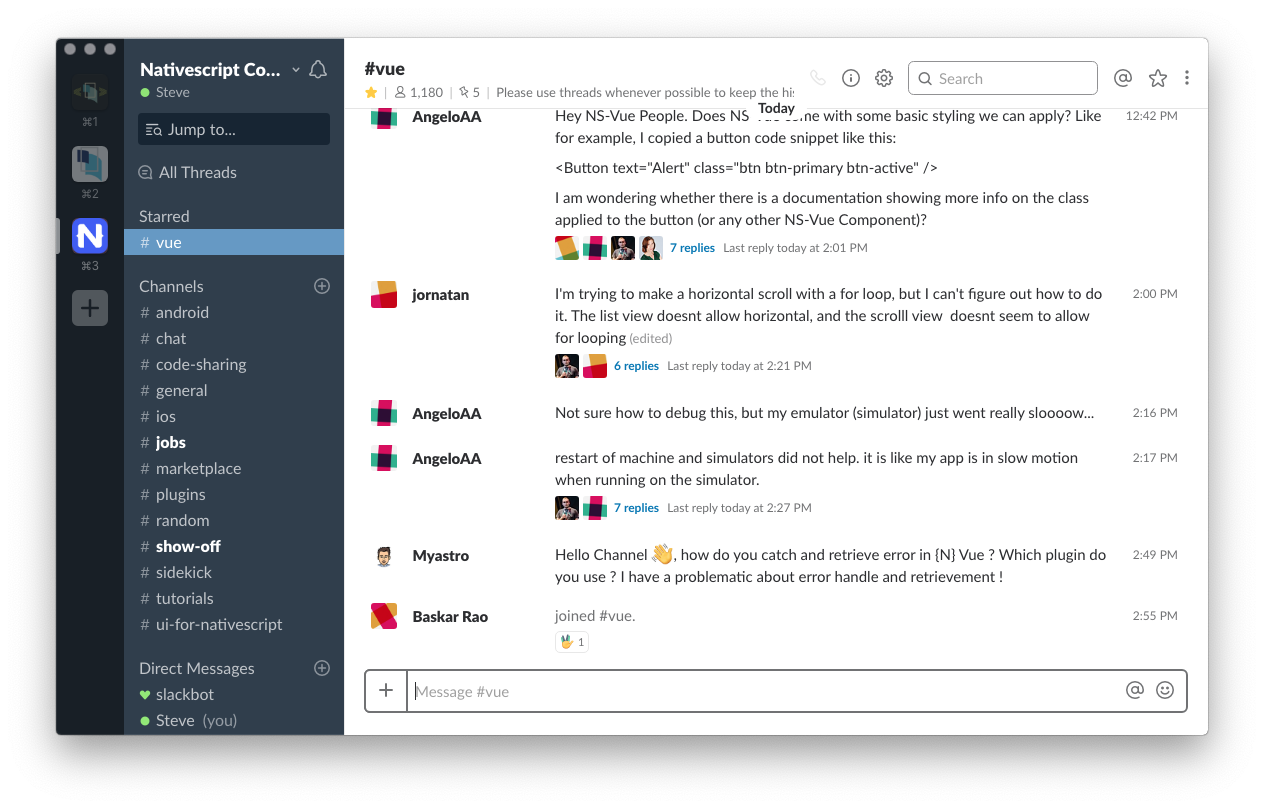 ⌘1
⌘2
N
⌘3
Nativescript Co...
Steve
Jump to...
All Threads
Starred
# vue
Channels
# android
# chat
# code-sharing
# general
# ios
# jobs
# marketplace
# plugins
# random
# show-off
# sidekick
# tutorials
# ui-for-nativescript
Direct Messages
slackbot
Steve (you)
#vue
1,180 | 5 | Please use threads whenever possible to keep the his
Search
Today
AngeloAA
Hey NS-Vue People. Does NS come with some basic styling we can apply? Like
12:42 PM
for example, I copied a button code snippet like this:
<Button text="Alert" class="btn btn-primary btn-active" />
I am wondering whether there is a documentation showing more info on the class
applied to the button (or any other NS-Vue Component)?
7 replies Last reply today at 2:01 PM
jornatan
I'm trying to make a horizontal scroll with a for loop, but I can't figure out how to do
2:00 PM
it. The list view doesnt allow horizontal, and the scrolll view doesnt seem to allow
for looping (edited)
6 replies Last reply today at 2:21 PM
AngeloAA
Not sure how to debug this, but my emulator (simulator) just went really sloooow...
2:16 PM
AngeloAA
restart of machine and simulators did not help. it is like my app is in slow motion
2:17 PM
when running on the simulator.
7 replies Last reply today at 2:27 PM
Myastro
Hello Channel 👋, how do you catch and retrieve error in {N} Vue ? Which plugin do
2:49 PM
you use ? I have a problematic about error handle and retrievement !
Baskar Rao
joined #vue.
2:55 PM
1
Message #vue